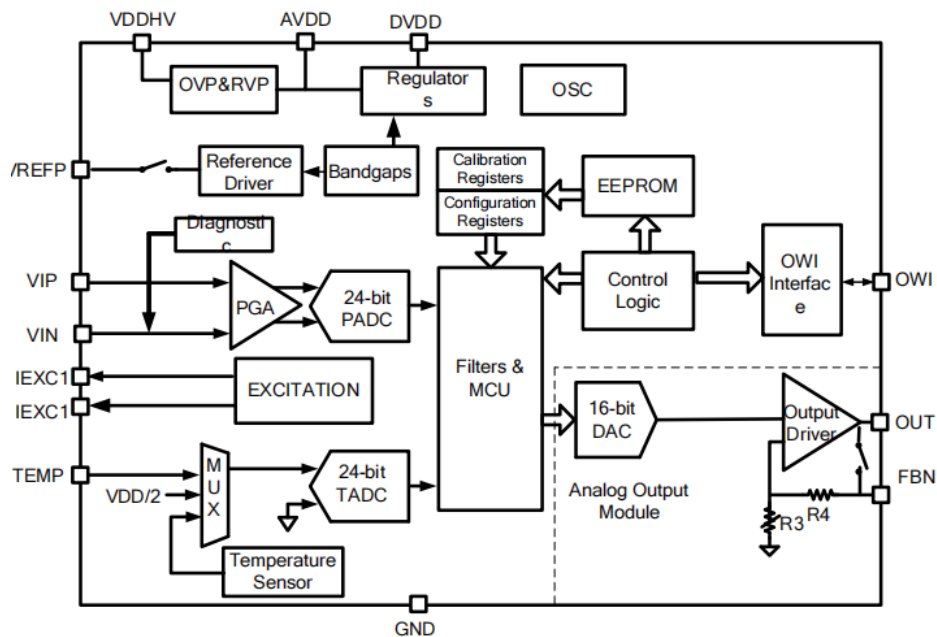 VDDHV
AVDD
DVDD
OVP&RVP
Regulator
s
OSC
/REFP
Reference
Driver
Bandgaps
Calibration
Registers
Configuration
Registers
EEPROM
Diagnosti
c
VIP
VIN
PGA
24-bit
PADC
Control
Logic
OWI
Interfac
e
OWI
IEXC1
IEXC1
EXCITATION
Filters &
MCU
16-bit
DAC
Output
Driver
OUT
FBN
TEMP
VDD/2
M
U
X
24-bit
TADC
Analog Output
Module
R4
R3
Temperature
Sensor
GND